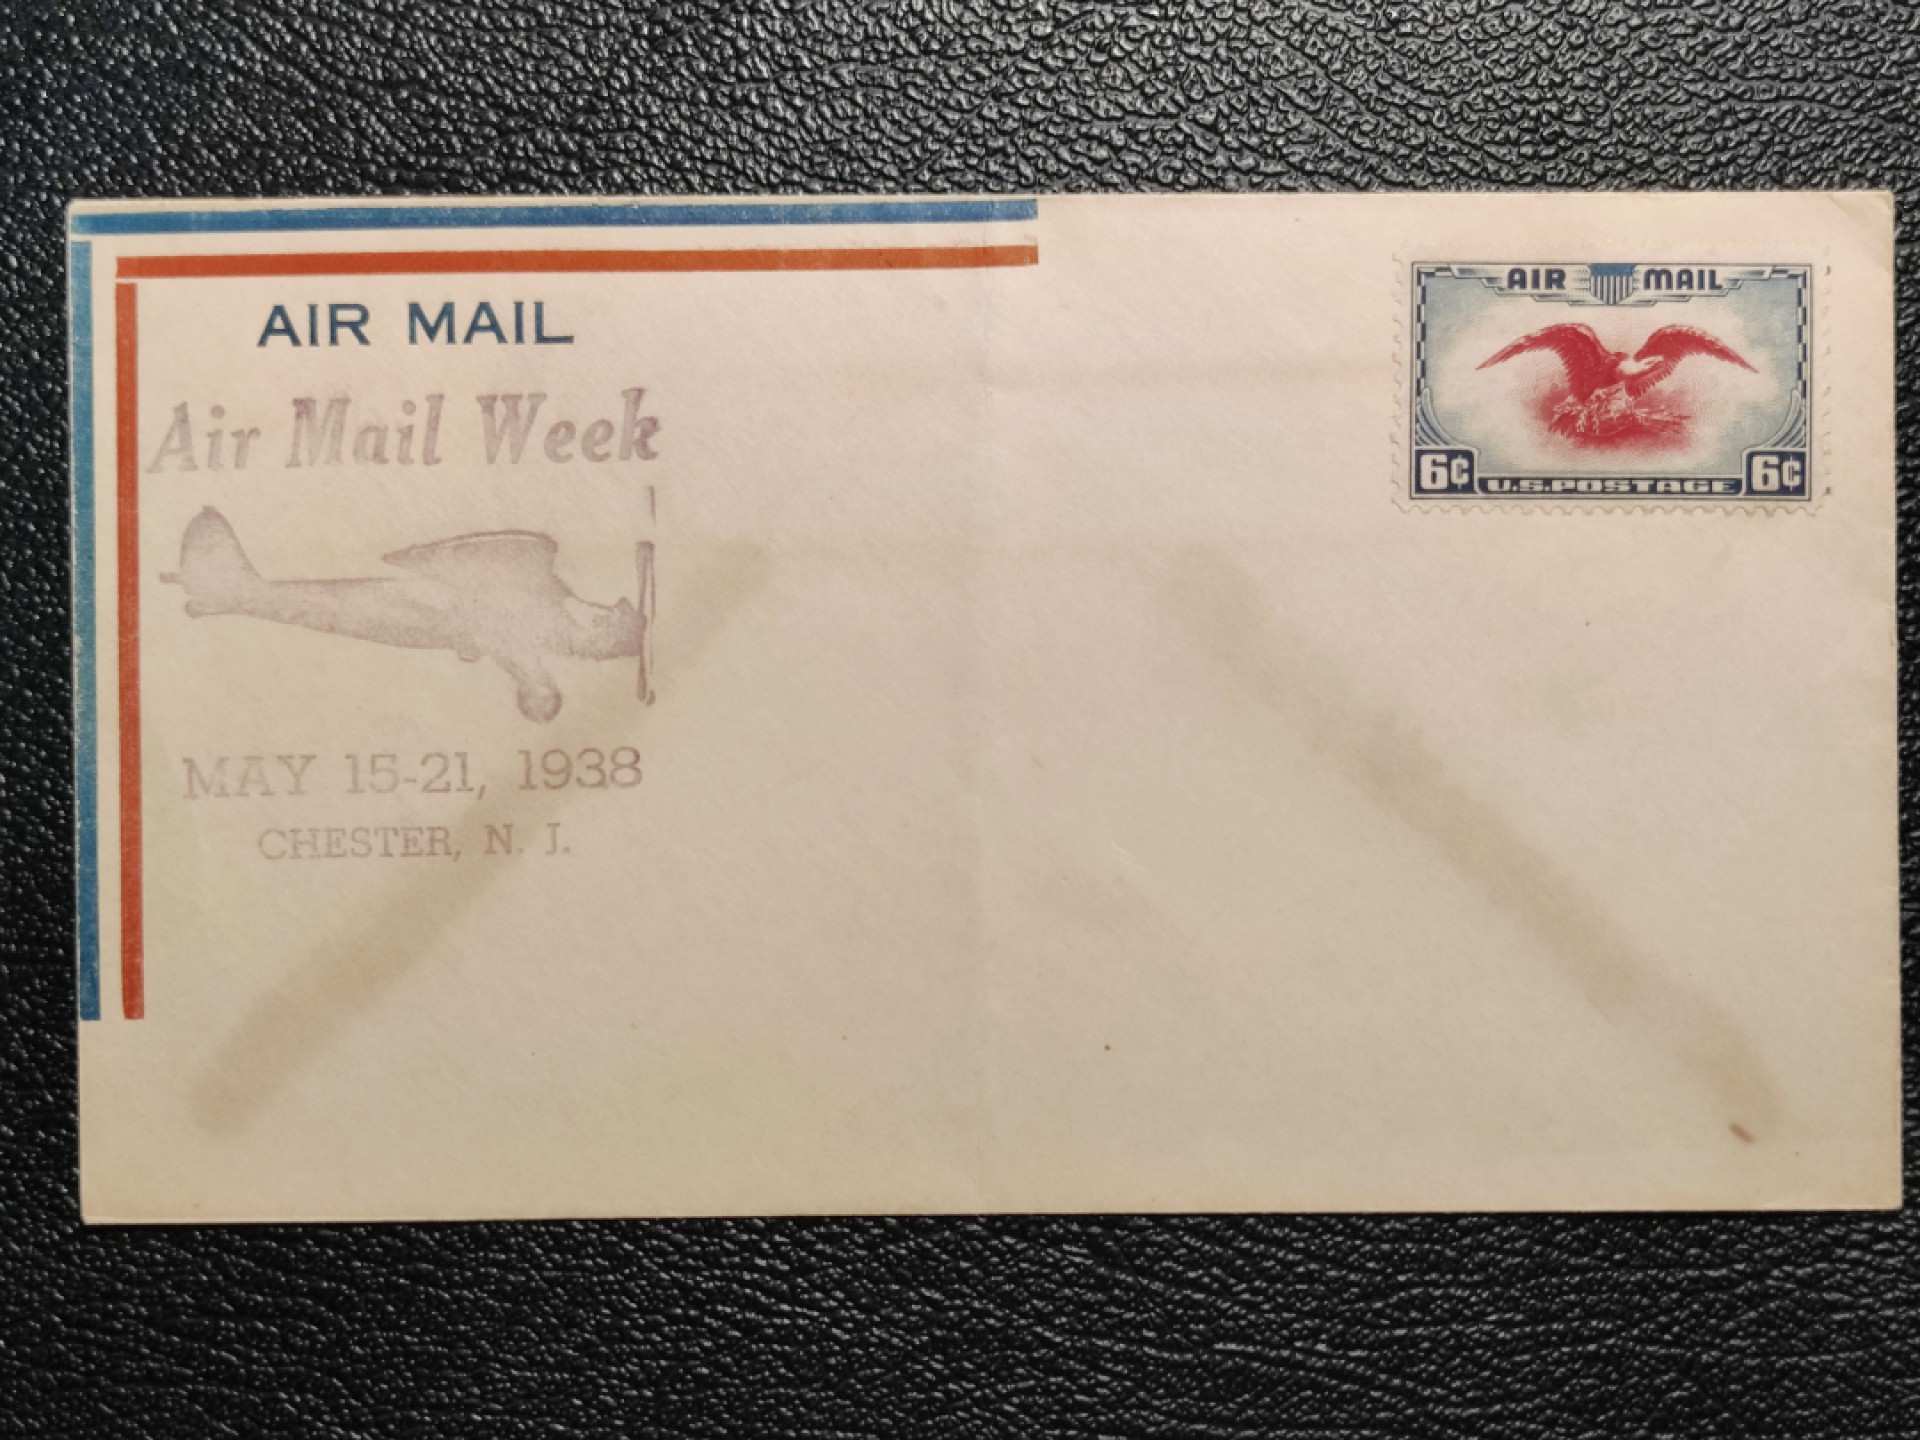 AIR MAIL
Air Mail Week
MAY 15-21, 1938
CHESTER, N. J.
AIR MAIL
6¢ U.S. POSTAGE 6¢